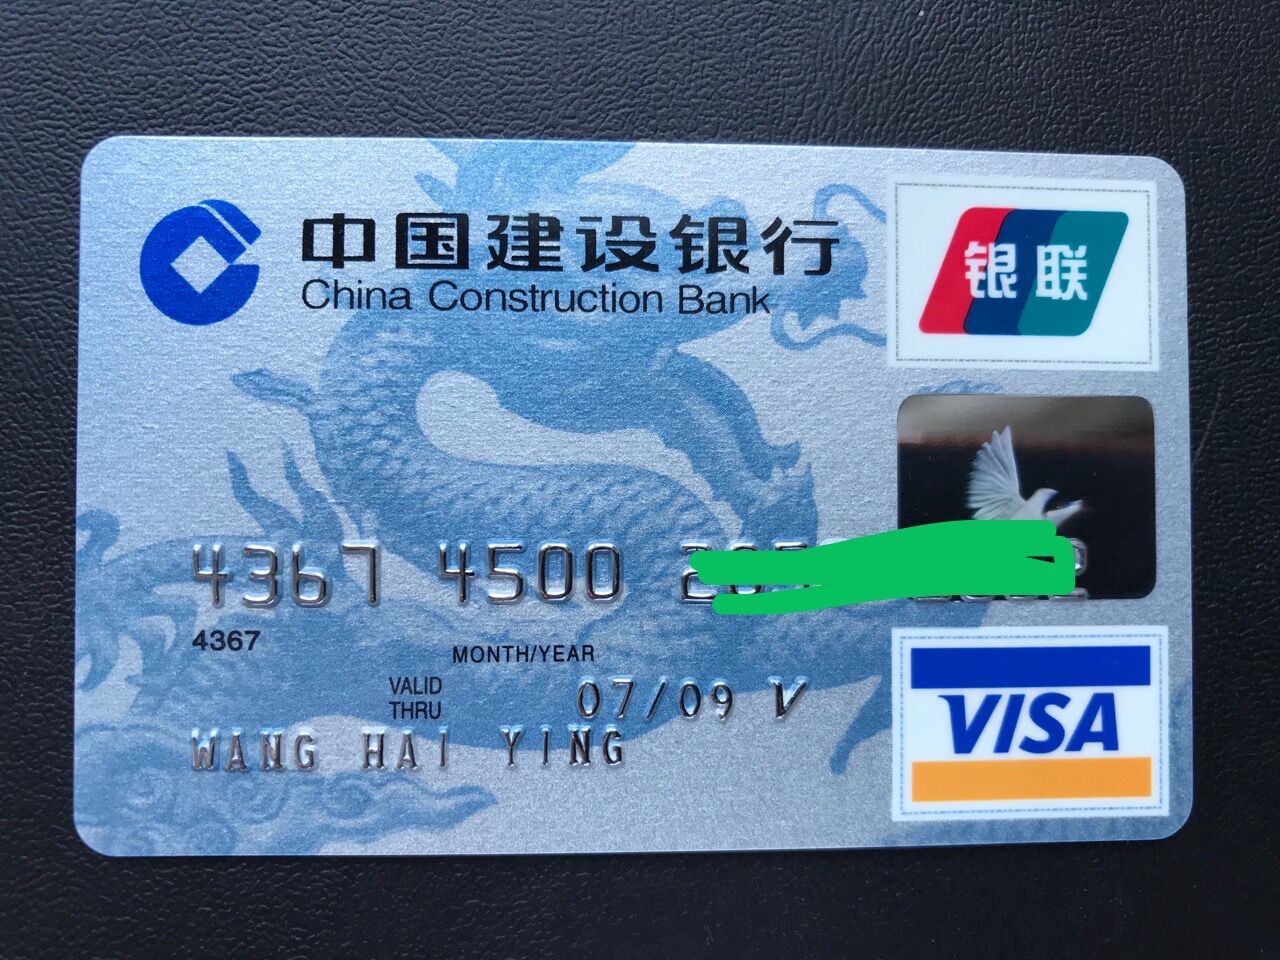 中国建设银行
China Construction Bank
银联
4367 4500
4367
MONTH/YEAR
VALID THRU
07/09 V
WANG HAI YING
VISA